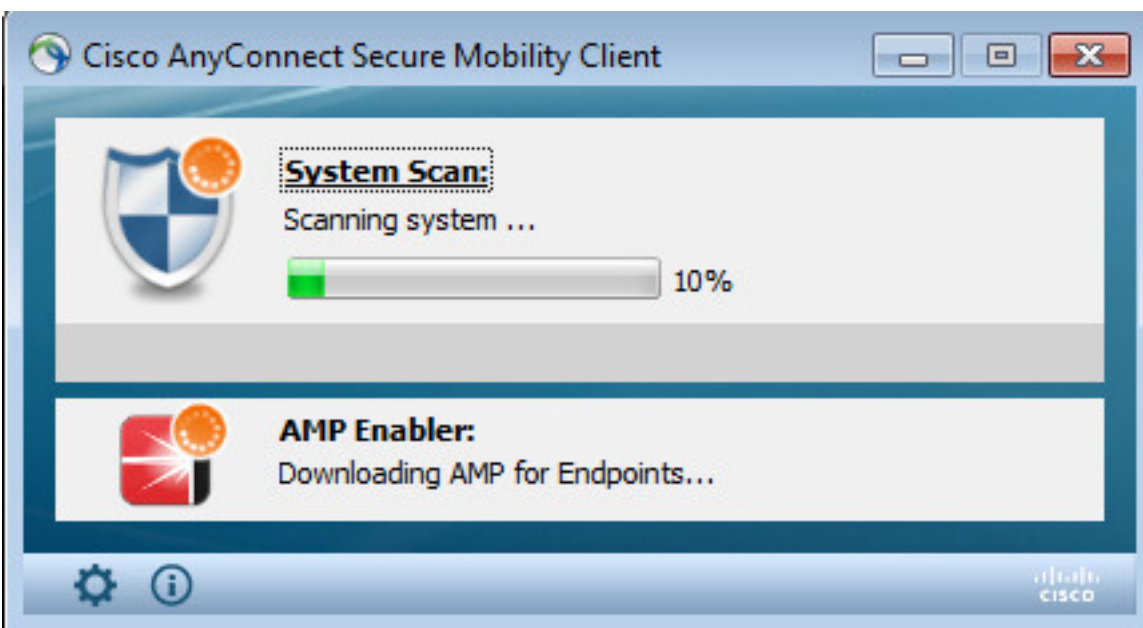 Cisco AnyConnect Secure Mobility Client
System Scan:
Scanning system ...
10%
AMP Enabler:
Downloading AMP for Endpoints...
CISCO